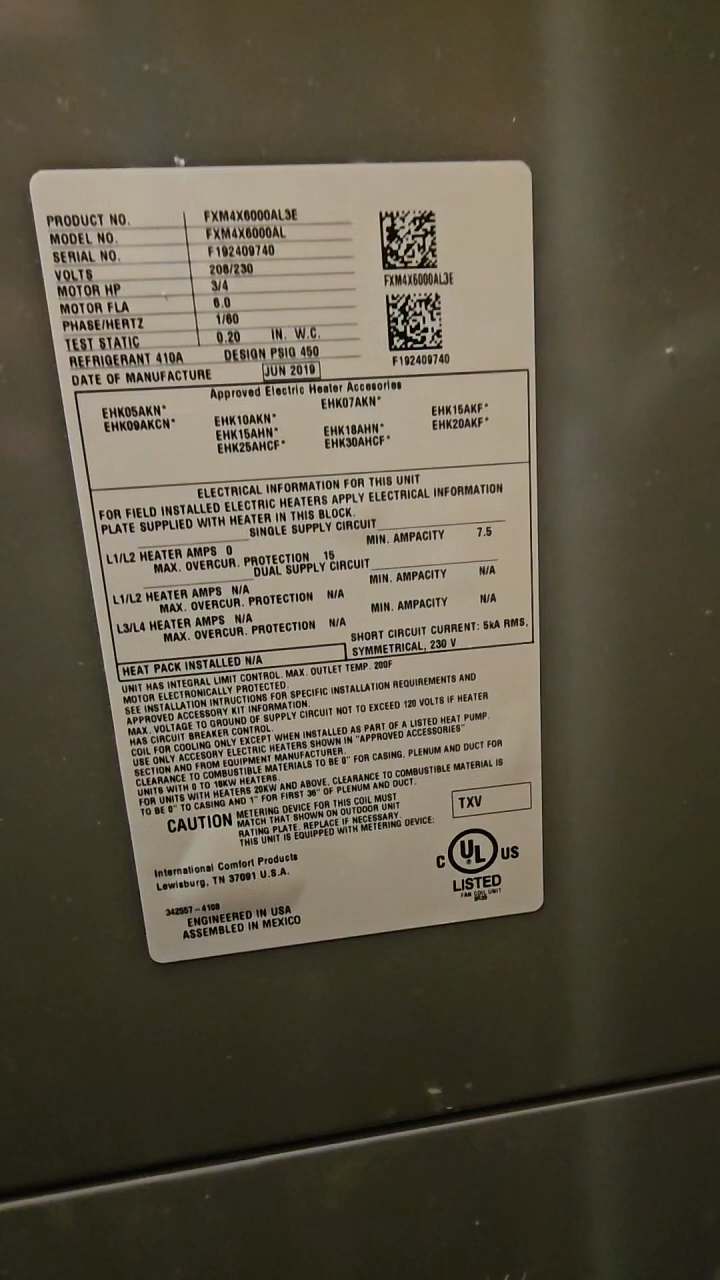 PRODUCT NO. FXM4X6000AL3E
MODEL NO. FXM4X6000AL
SERIAL NO. F192409740
VOLTS 208/230
MOTOR HP 3/4
MOTOR FLA 6.0
PHASE/HERTZ 1/60
TEST STATIC 0.20 IN. W.C.
REFRIGERANT 410A DESIGN PSIG 450
DATE OF MANUFACTURE JUN 2019
FXM4X6000AL3E
F192409740
Approved Electric Heater Accesories
EHK05AKN* EHK07AKN* EHK15AKF*
EHK09AKCN* EHK10AKN* EHK18AHN* EHK20AKF*
EHK15AHN* EHK30AHCF*
EHK25AHCF*
ELECTRICAL INFORMATION FOR THIS UNIT
FOR FIELD INSTALLED ELECTRIC HEATERS APPLY ELECTRICAL INFORMATION
PLATE SUPPLIED WITH HEATER IN THIS BLOCK.
SINGLE SUPPLY CIRCUIT
L1/L2 HEATER AMPS 0 MIN. AMPACITY 7.5
MAX. OVERCUR. PROTECTION 15
DUAL SUPPLY CIRCUIT
L1/L2 HEATER AMPS N/A MIN. AMPACITY N/A
MAX. OVERCUR. PROTECTION N/A
L3/L4 HEATER AMPS N/A MIN. AMPACITY N/A
MAX. OVERCUR. PROTECTION N/A
SHORT CIRCUIT CURRENT: 5kA RMS,
SYMMETRICAL, 230 V
HEAT PACK INSTALLED N/A
UNIT HAS INTEGRAL LIMIT CONTROL. MAX. OUTLET TEMP. 200F
MOTOR ELECTRONICALLY PROTECTED.
SEE INSTALLATION INTRUCTIONS FOR SPECIFIC INSTALLATION REQUIREMENTS AND
APPROVED ACCESSORY KIT INFORMATION.
MAX. VOLTAGE TO GROUND OF SUPPLY CIRCUIT NOT TO EXCEED 120 VOLTS IF HEATER
HAS CIRCUIT BREAKER CONTROL.
COIL FOR COOLING ONLY EXCEPT WHEN INSTALLED AS PART OF A LISTED HEAT PUMP.
USE ONLY ACCESORY ELECTRIC HEATERS SHOWN IN "APPROVED ACCESSORIES"
SECTION AND FROM EQUIPMENT MANUFACTURER.
CLEARANCE TO COMBUSTIBLE MATERIALS TO BE 0" FOR CASING, PLENUM AND DUCT FOR
UNITS WITH 0 TO 18KW HEATERS.
FOR UNITS WITH HEATERS 20KW AND ABOVE, CLEARANCE TO COMBUSTIBLE MATERIAL IS
TO BE 0" TO CASING AND 1" FOR FIRST 36" OF PLENUM AND DUCT.
CAUTION METERING DEVICE FOR THIS COIL MUST
MATCH THAT SHOWN ON OUTDOOR UNIT
RATING PLATE. REPLACE IF NECESSARY.
THIS UNIT IS EQUIPPED WITH METERING DEVICE:
TXV
International Comfort Products
Lewisburg, TN 37091 U.S.A.
C UL US
LISTED
FAN COIL UNIT
342557-4109
ENGINEERED IN USA
ASSEMBLED IN MEXICO